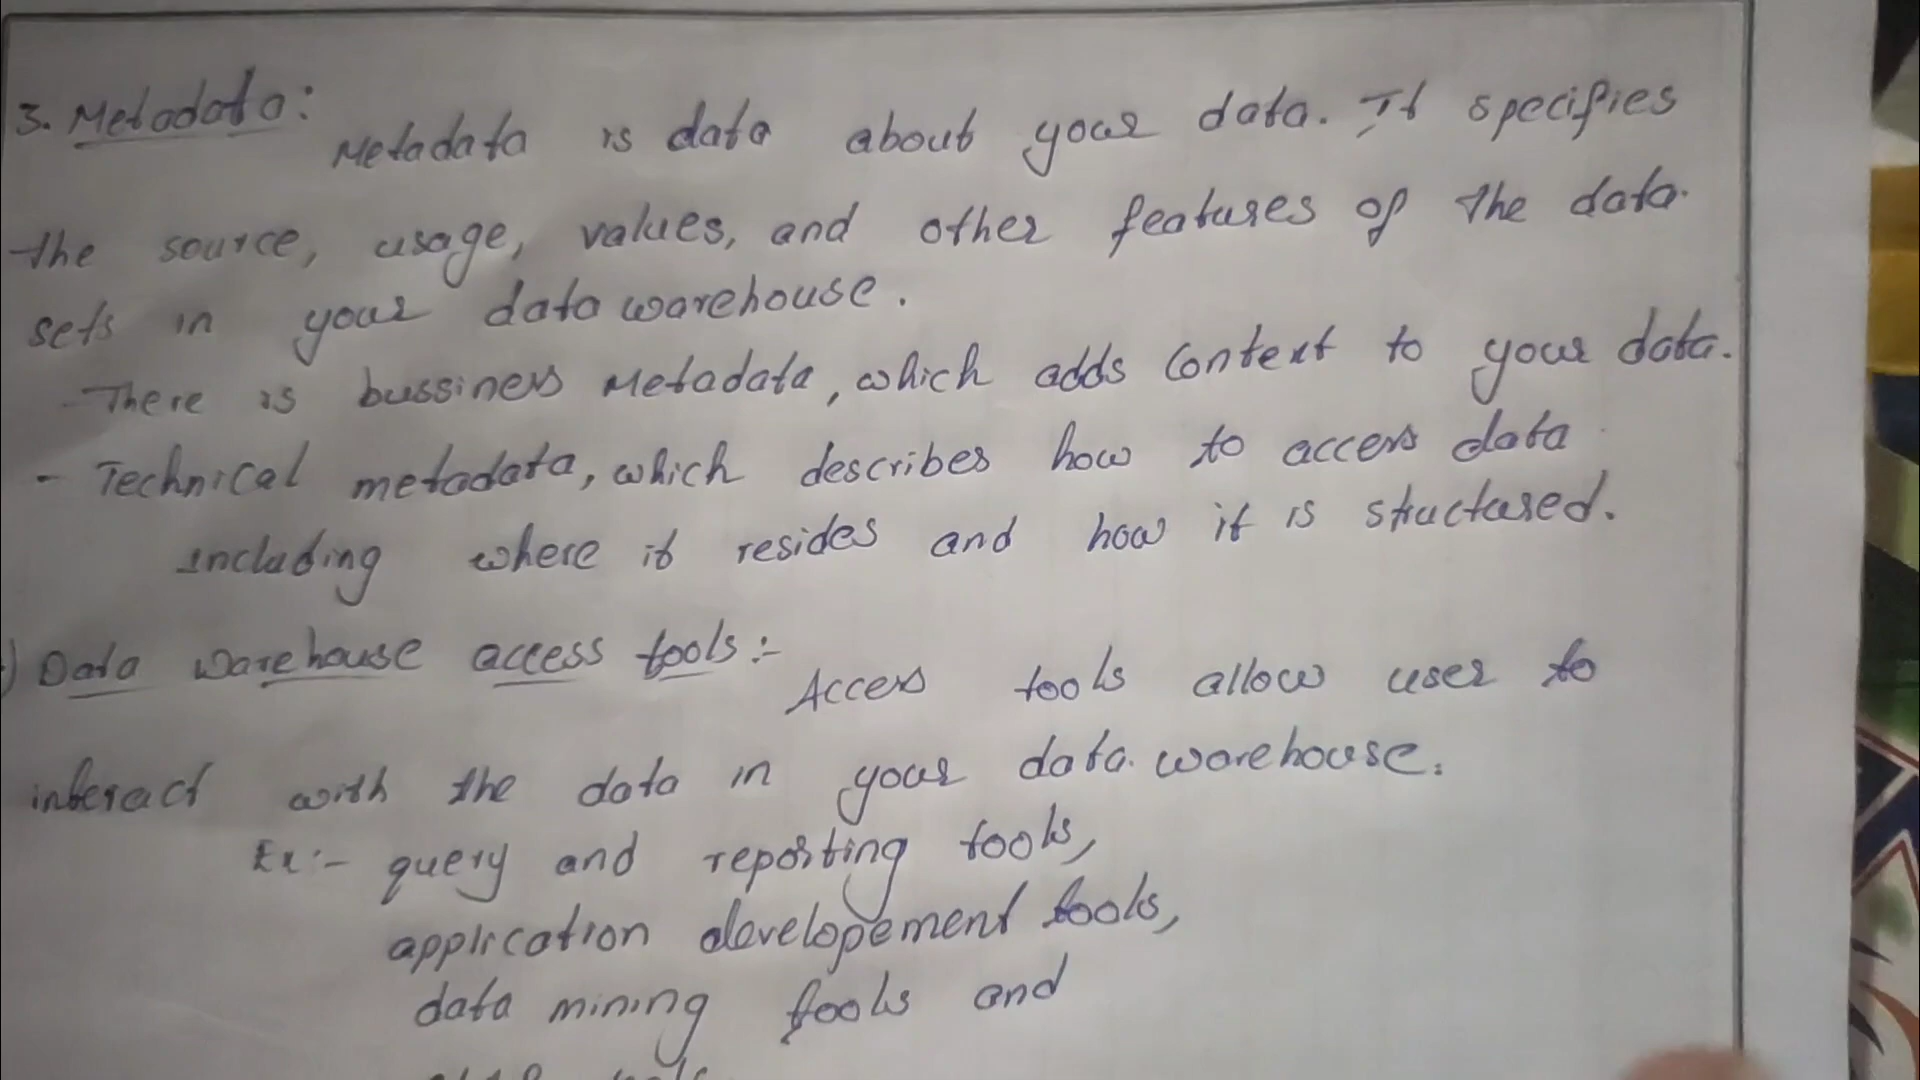 3. Metadata:
Metadata is data about your data. It specifies
the source, usage, values, and other features of the data
sets in your data warehouse.
- There is bussiness Metadata, which adds Context to your data.
- Technical metadata, which describes how to access data
including where it resides and how it is structured.
) Data warehouse access tools :-
Access tools allow user to
interact with the data in your data warehouse.
Ex :- query and reporting tools,
application developement tools,
data mining tools and